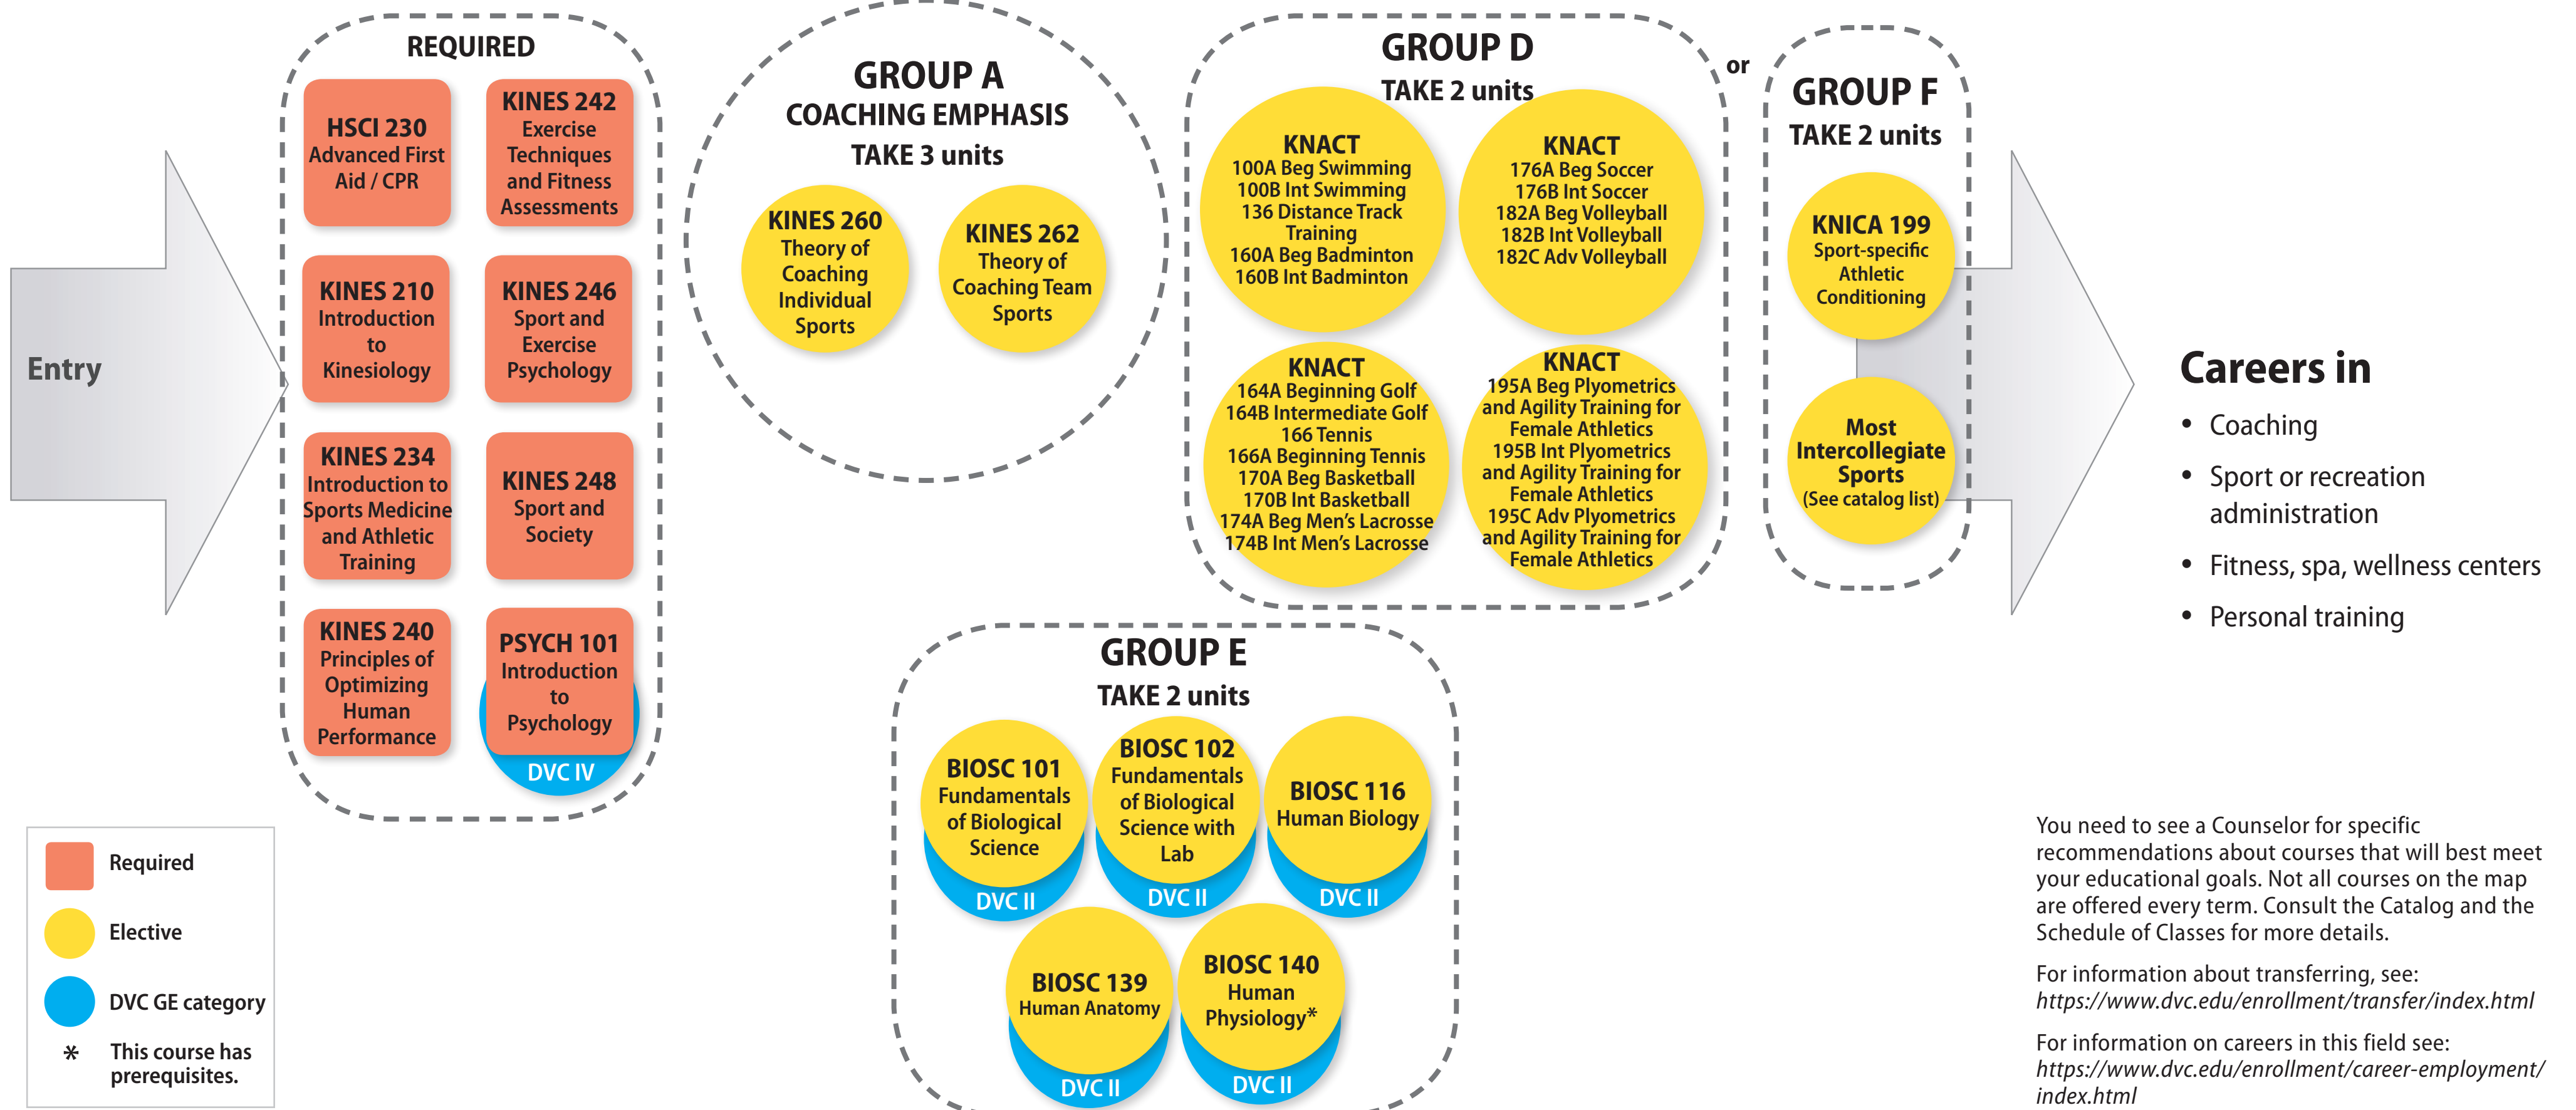 Entry
REQUIRED
HSCI 230
Advanced First
Aid / CPR
KINES 242
Exercise
Techniques
and Fitness
Assessments
KINES 210
Introduction
to
Kinesiology
KINES 246
Sport and
Exercise
Psychology
KINES 234
Introduction to
Sports Medicine
and Athletic
Training
KINES 248
Sport and
Society
KINES 240
Principles of
Optimizing
Human
Performance
PSYCH 101
Introduction
to
Psychology
DVC IV
GROUP A
COACHING EMPHASIS
TAKE 3 units
KINES 260
Theory of
Coaching
Individual
Sports
KINES 262
Theory of
Coaching Team
Sports
GROUP D
TAKE 2 units
KNACT
100A Beg Swimming
100B Int Swimming
136 Distance Track
Training
160A Beg Badminton
160B Int Badminton
KNACT
176A Beg Soccer
176B Int Soccer
182A Beg Volleyball
182B Int Volleyball
182C Adv Volleyball
KNACT
164A Beginning Golf
164B Intermediate Golf
166 Tennis
166A Beginning Tennis
170A Beg Basketball
170B Int Basketball
174A Beg Men's Lacrosse
174B Int Men's Lacrosse
KNACT
195A Beg Plyometrics
and Agility Training for
Female Athletics
195B Int Plyometrics
and Agility Training for
Female Athletics
195C Adv Plyometrics
and Agility Training for
Female Athletics
or
GROUP F
TAKE 2 units
KNICA 199
Sport-specific
Athletic
Conditioning
Most
Intercollegiate
Sports
(See catalog list)
GROUP E
TAKE 2 units
BIOSC 101
Fundamentals
of Biological
Science
DVC II
BIOSC 102
Fundamentals
of Biological
Science with
Lab
DVC II
BIOSC 116
Human Biology
DVC II
BIOSC 139
Human Anatomy
DVC II
BIOSC 140
Human
Physiology*
DVC II
Careers in
• Coaching
• Sport or recreation
administration
• Fitness, spa, wellness centers
• Personal training
Required
Elective
DVC GE category
* This course has
prerequisites.
You need to see a Counselor for specific
recommendations about courses that will best meet
your educational goals. Not all courses on the map
are offered every term. Consult the Catalog and the
Schedule of Classes for more details.
For information about transferring, see:
https://www.dvc.edu/enrollment/transfer/index.html
For information on careers in this field see:
https://www.dvc.edu/enrollment/career-employment/
index.html